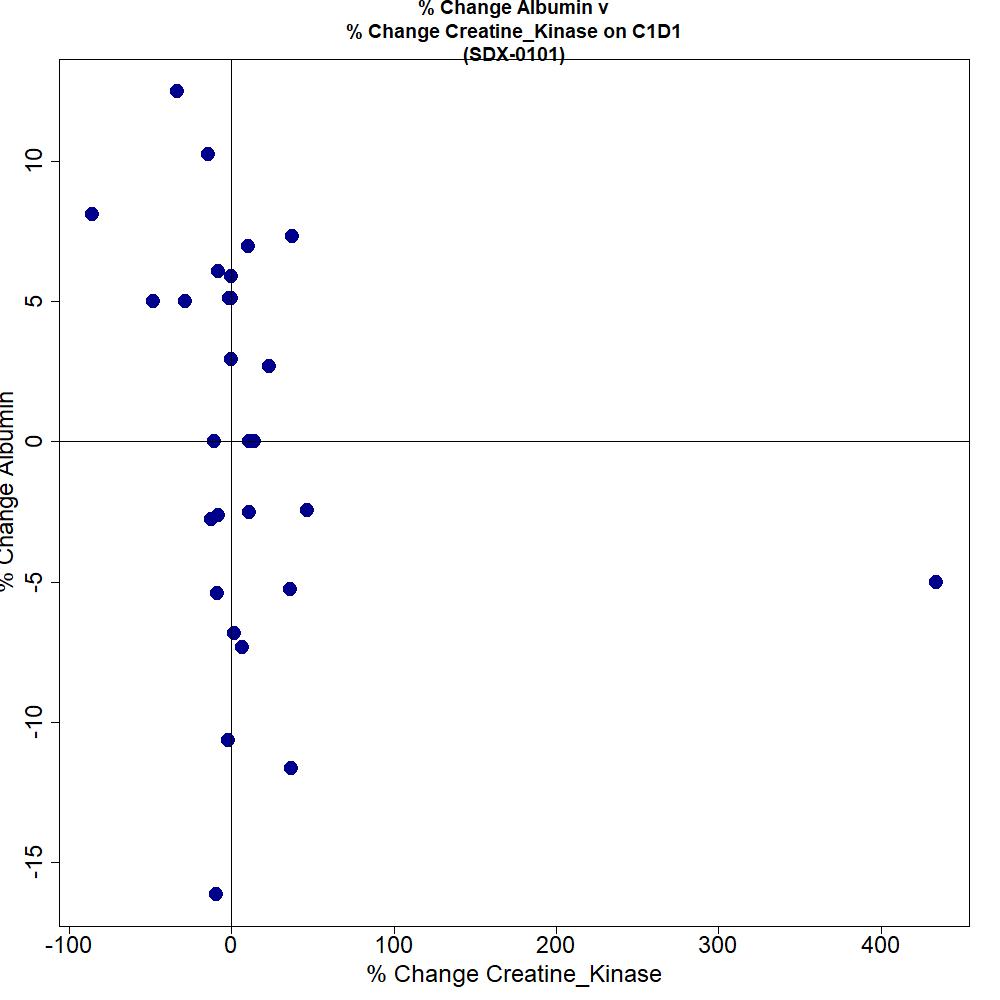 % Change Albumin v
% Change Creatine_Kinase on C1D1
(SDX-0101)
% Change Albumin
10
5
0
-5
-10
-15
-100
0
100
200
300
400
% Change Creatine_Kinase